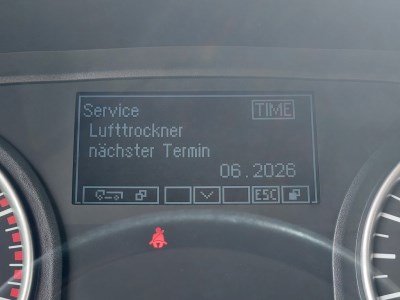 Service TIME
Lufttrockner
nächster Termin
06.2026
ESC